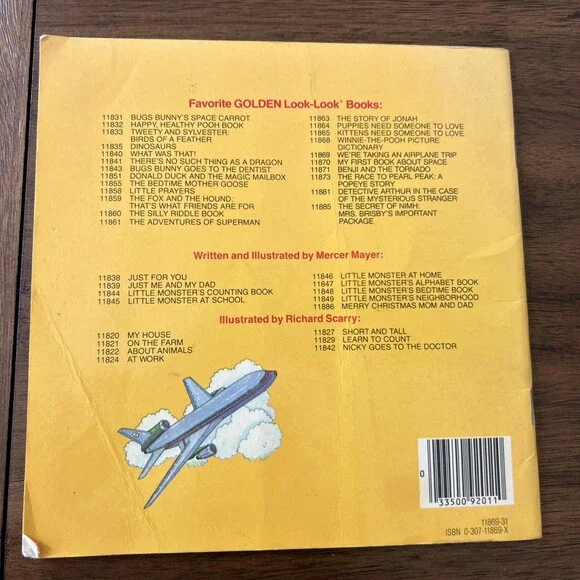 Favorite GOLDEN Look-Look® Books:
11831 BUGS BUNNY'S SPACE CARROT
11832 HAPPY, HEALTHY POOH BOOK
11833 TWEETY AND SYLVESTER:
BIRDS OF A FEATHER
11835 DINOSAURS
11840 WHAT WAS THAT!
11841 THERE'S NO SUCH THING AS A DRAGON
11843 BUGS BUNNY GOES TO THE DENTIST
11851 DONALD DUCK AND THE MAGIC MAILBOX
11855 THE BEDTIME MOTHER GOOSE
11858 LITTLE PRAYERS
11859 THE FOX AND THE HOUND:
THAT'S WHAT FRIENDS ARE FOR
11860 THE SILLY RIDDLE BOOK
11861 THE ADVENTURES OF SUPERMAN
11863 THE STORY OF JONAH
11864 PUPPIES NEED SOMEONE TO LOVE
11865 KITTENS NEED SOMEONE TO LOVE
11868 WINNIE-THE-POOH PICTURE
DICTIONARY
11869 WE'RE TAKING AN AIRPLANE TRIP
11870 MY FIRST BOOK ABOUT SPACE
11871 BENJI AND THE TORNADO
11873 THE RACE TO PEARL PEAK: A
POPEYE STORY
11881 DETECTIVE ARTHUR IN THE CASE
OF THE MYSTERIOUS STRANGER
11885 THE SECRET OF NIMH:
MRS. BRISBY'S IMPORTANT
PACKAGE
Written and Illustrated by Mercer Mayer:
11838 JUST FOR YOU
11839 JUST ME AND MY DAD
11844 LITTLE MONSTER'S COUNTING BOOK
11845 LITTLE MONSTER AT SCHOOL
11846 LITTLE MONSTER AT HOME
11847 LITTLE MONSTER'S ALPHABET BOOK
11848 LITTLE MONSTER'S BEDTIME BOOK
11849 LITTLE MONSTER'S NEIGHBORHOOD
11886 MERRY CHRISTMAS MOM AND DAD
Illustrated by Richard Scarry:
11820 MY HOUSE
11821 ON THE FARM
11822 ABOUT ANIMALS
11824 AT WORK
11827 SHORT AND TALL
11829 LEARN TO COUNT
11842 NICKY GOES TO THE DOCTOR
0
33500 92011
11869-31
ISBN 0-307-11869-X